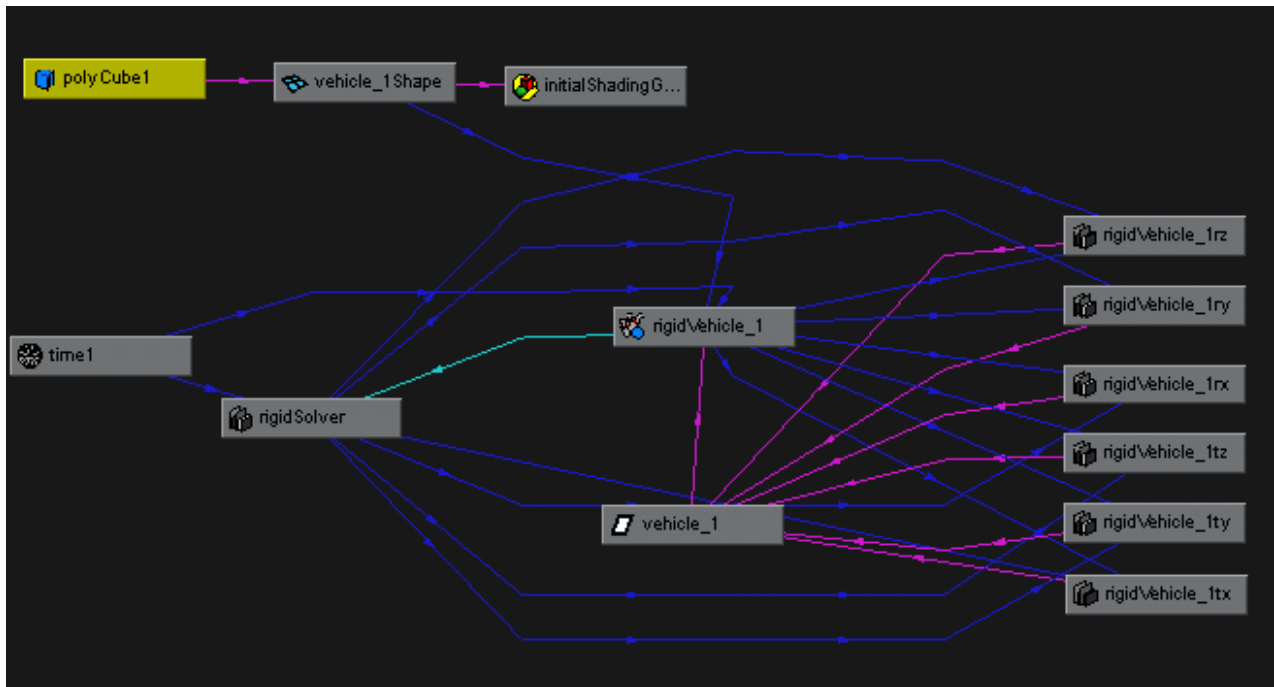 polyCube1
vehicle_1Shape
initialShadingG...
rigidVehicle_1rz
rigidVehicle_1ry
rigidVehicle_1
time1
rigidVehicle_1rx
rigidSolver
rigidVehicle_1tz
vehicle_1
rigidVehicle_1ty
rigidVehicle_1tx